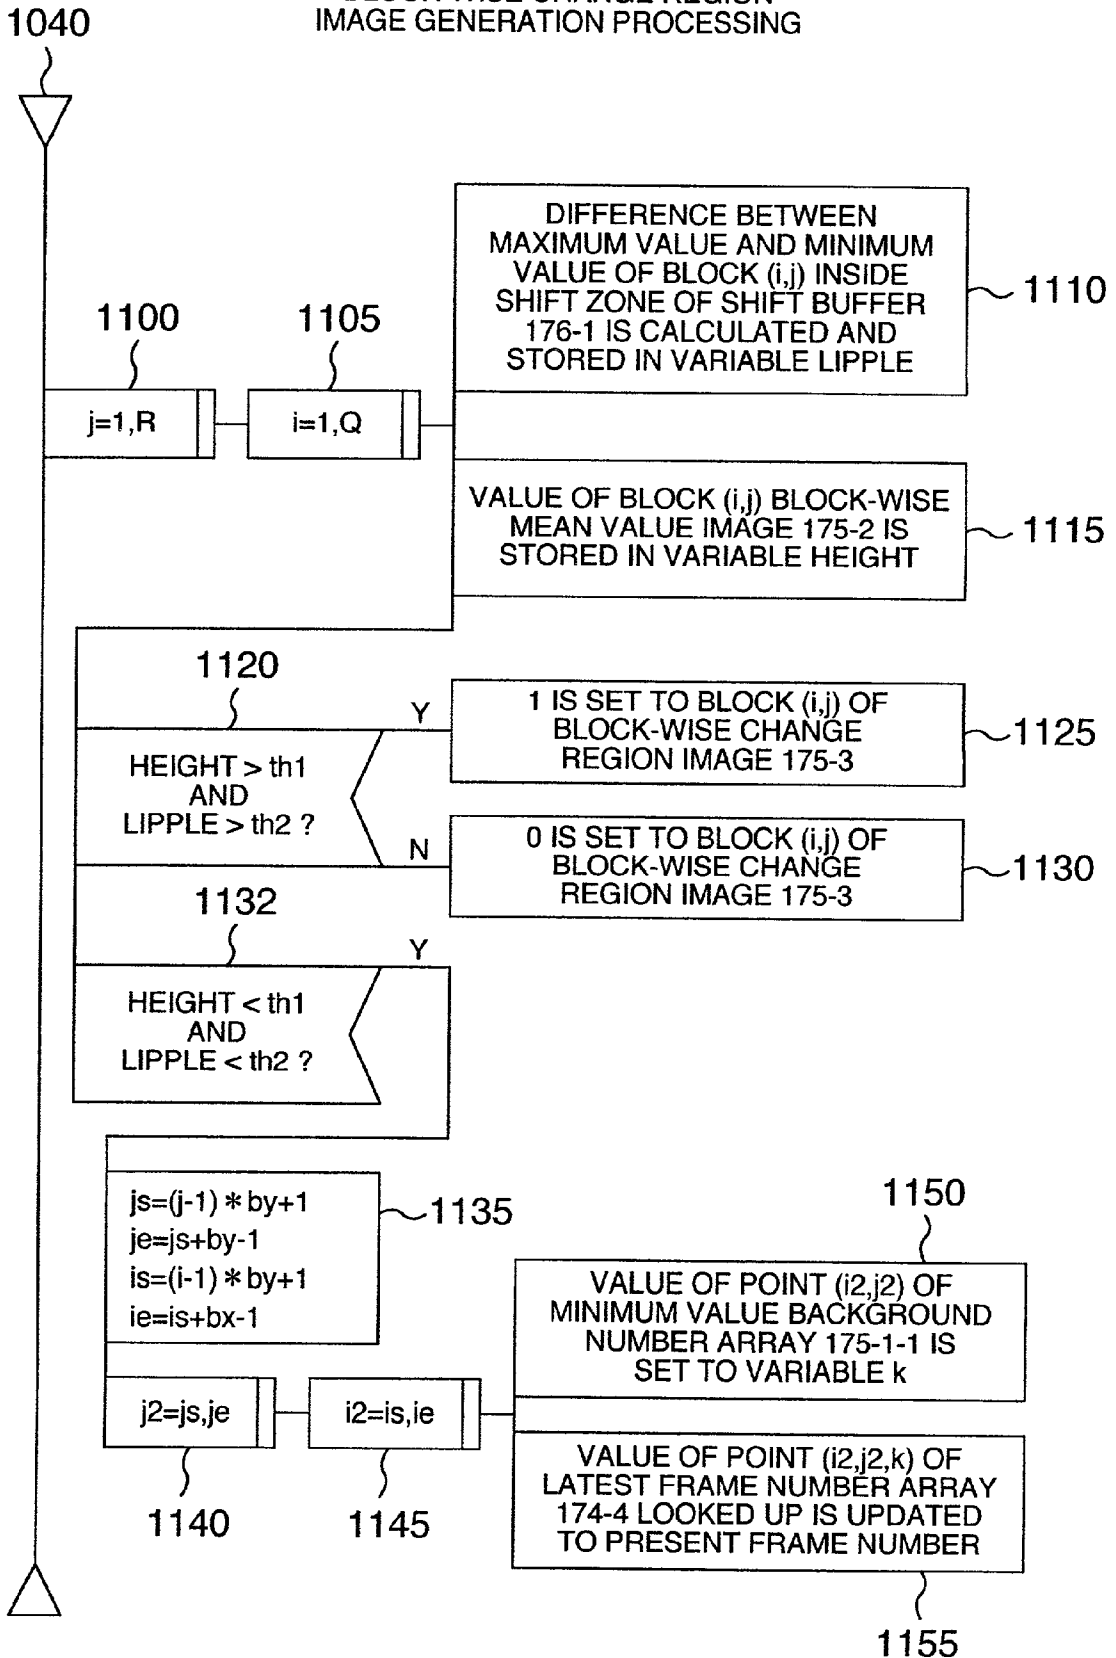 BLOCK-WISE CHANGE REGION
IMAGE GENERATION PROCESSING
1040
DIFFERENCE BETWEEN
MAXIMUM VALUE AND MINIMUM
VALUE OF BLOCK (i,j) INSIDE
SHIFT ZONE OF SHIFT BUFFER
176-1 IS CALCULATED AND
STORED IN VARIABLE LIPPLE
1110
1100
1105
j=1,R
i=1,Q
VALUE OF BLOCK (i,j) BLOCK-WISE
MEAN VALUE IMAGE 175-2 IS
STORED IN VARIABLE HEIGHT
1115
1120
Y
1 IS SET TO BLOCK (i,j) OF
BLOCK-WISE CHANGE
REGION IMAGE 175-3
1125
HEIGHT > th1
AND
LIPPLE > th2 ?
N
0 IS SET TO BLOCK (i,j) OF
BLOCK-WISE CHANGE
REGION IMAGE 175-3
1130
1132
Y
HEIGHT < th1
AND
LIPPLE < th2 ?
js=(j-1)*by+1
je=js+by-1
is=(i-1)*by+1
ie=is+bx-1
1135
1150
VALUE OF POINT (i2,j2) OF
MINIMUM VALUE BACKGROUND
NUMBER ARRAY 175-1-1 IS
SET TO VARIABLE k
j2=js,je
i2=is,ie
1140
1145
VALUE OF POINT (i2,j2,k) OF
LATEST FRAME NUMBER ARRAY
174-4 LOOKED UP IS UPDATED
TO PRESENT FRAME NUMBER
1155